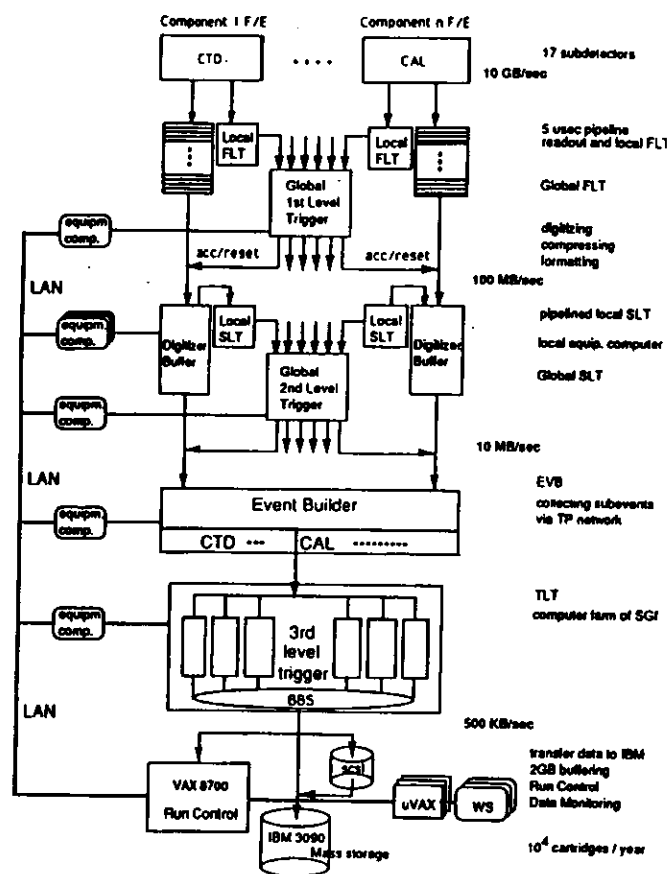 Component 1 F/E
Component n F/E
CTD
CAL
17 subdetectors
10 GB/sec
Local FLT
Local FLT
5 usec pipeline
readout and local FLT
Global
1st Level
Trigger
Global FLT
equipm.
comp.
acc/reset
acc/reset
digitizing
compressing
formatting
LAN
100 MB/sec
equipm.
comp.
Digitizer
Buffer
Local
SLT
Local
SLT
Digitizer
Buffer
pipelined local SLT
local equip. computer
Global
2nd Level
Trigger
Global SLT
equipm.
comp.
10 MB/sec
LAN
EVB
Event Builder
collecting subevents
via TP network
equipm.
comp.
CTD ---
CAL ---------
TLT
computer farm of SGI
equipm.
comp.
3rd
level
trigger
LAN
500 KB/sec
scsi
transfer data to IBM
2GB buffering
Run Control
Data Monitoring
VAX 8700
Run Control
uVAX
WS
IBM 3090
Mass storage
10⁴ cartridges / year